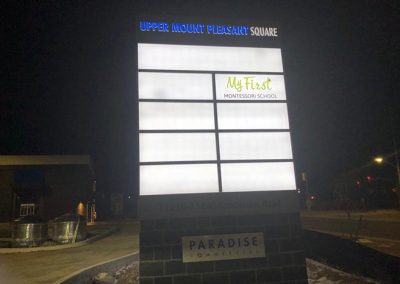 UPPER MOUNT PLEASANT SQUARE
My First
MONTESSORI SCHOOL
PARADISE